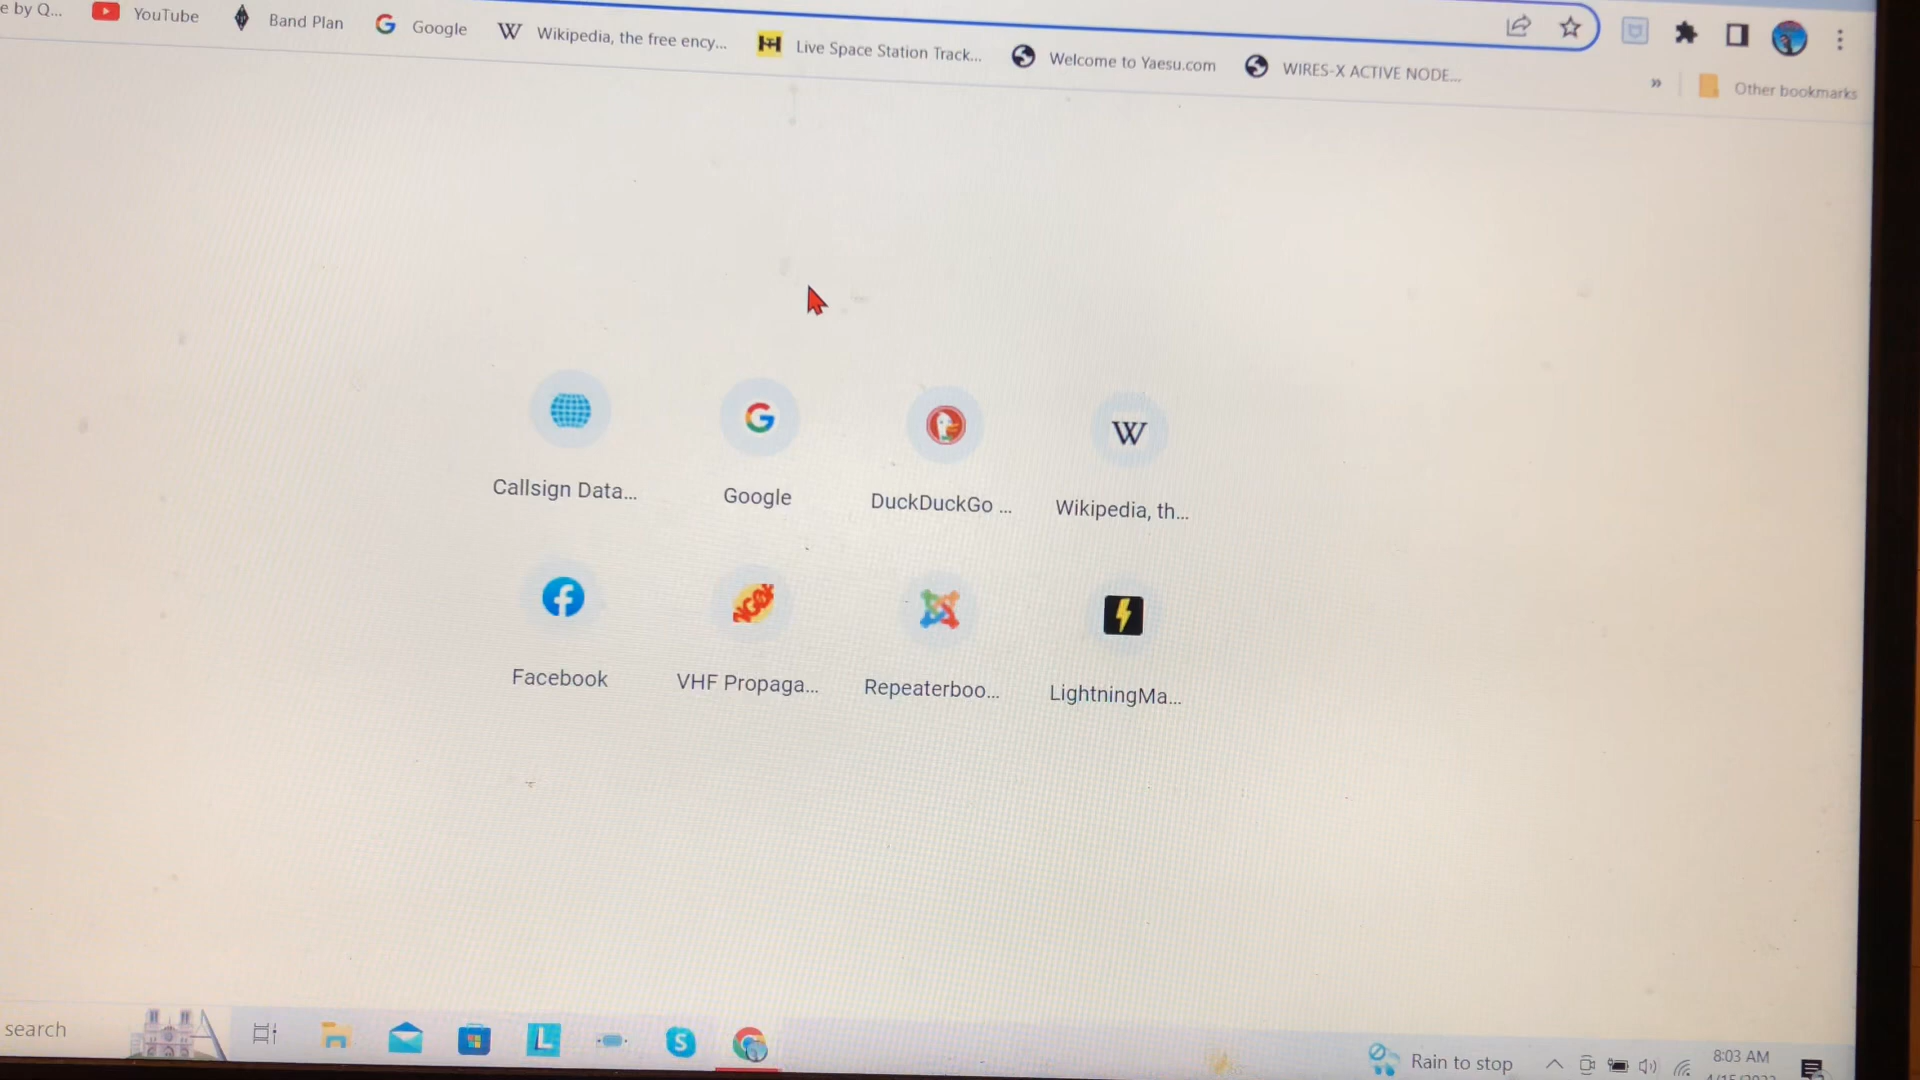 e by Q...
YouTube
Band Plan
Google
Wikipedia, the free ency...
Live Space Station Track...
Welcome to Yaesu.com
WIRES-X ACTIVE NODE...
»
Other bookmarks
Callsign Data...
Google
DuckDuckGo ...
Wikipedia, th...
Facebook
VHF Propaga...
Repeaterboo...
LightningMa...
search
Rain to stop
8:03 AM